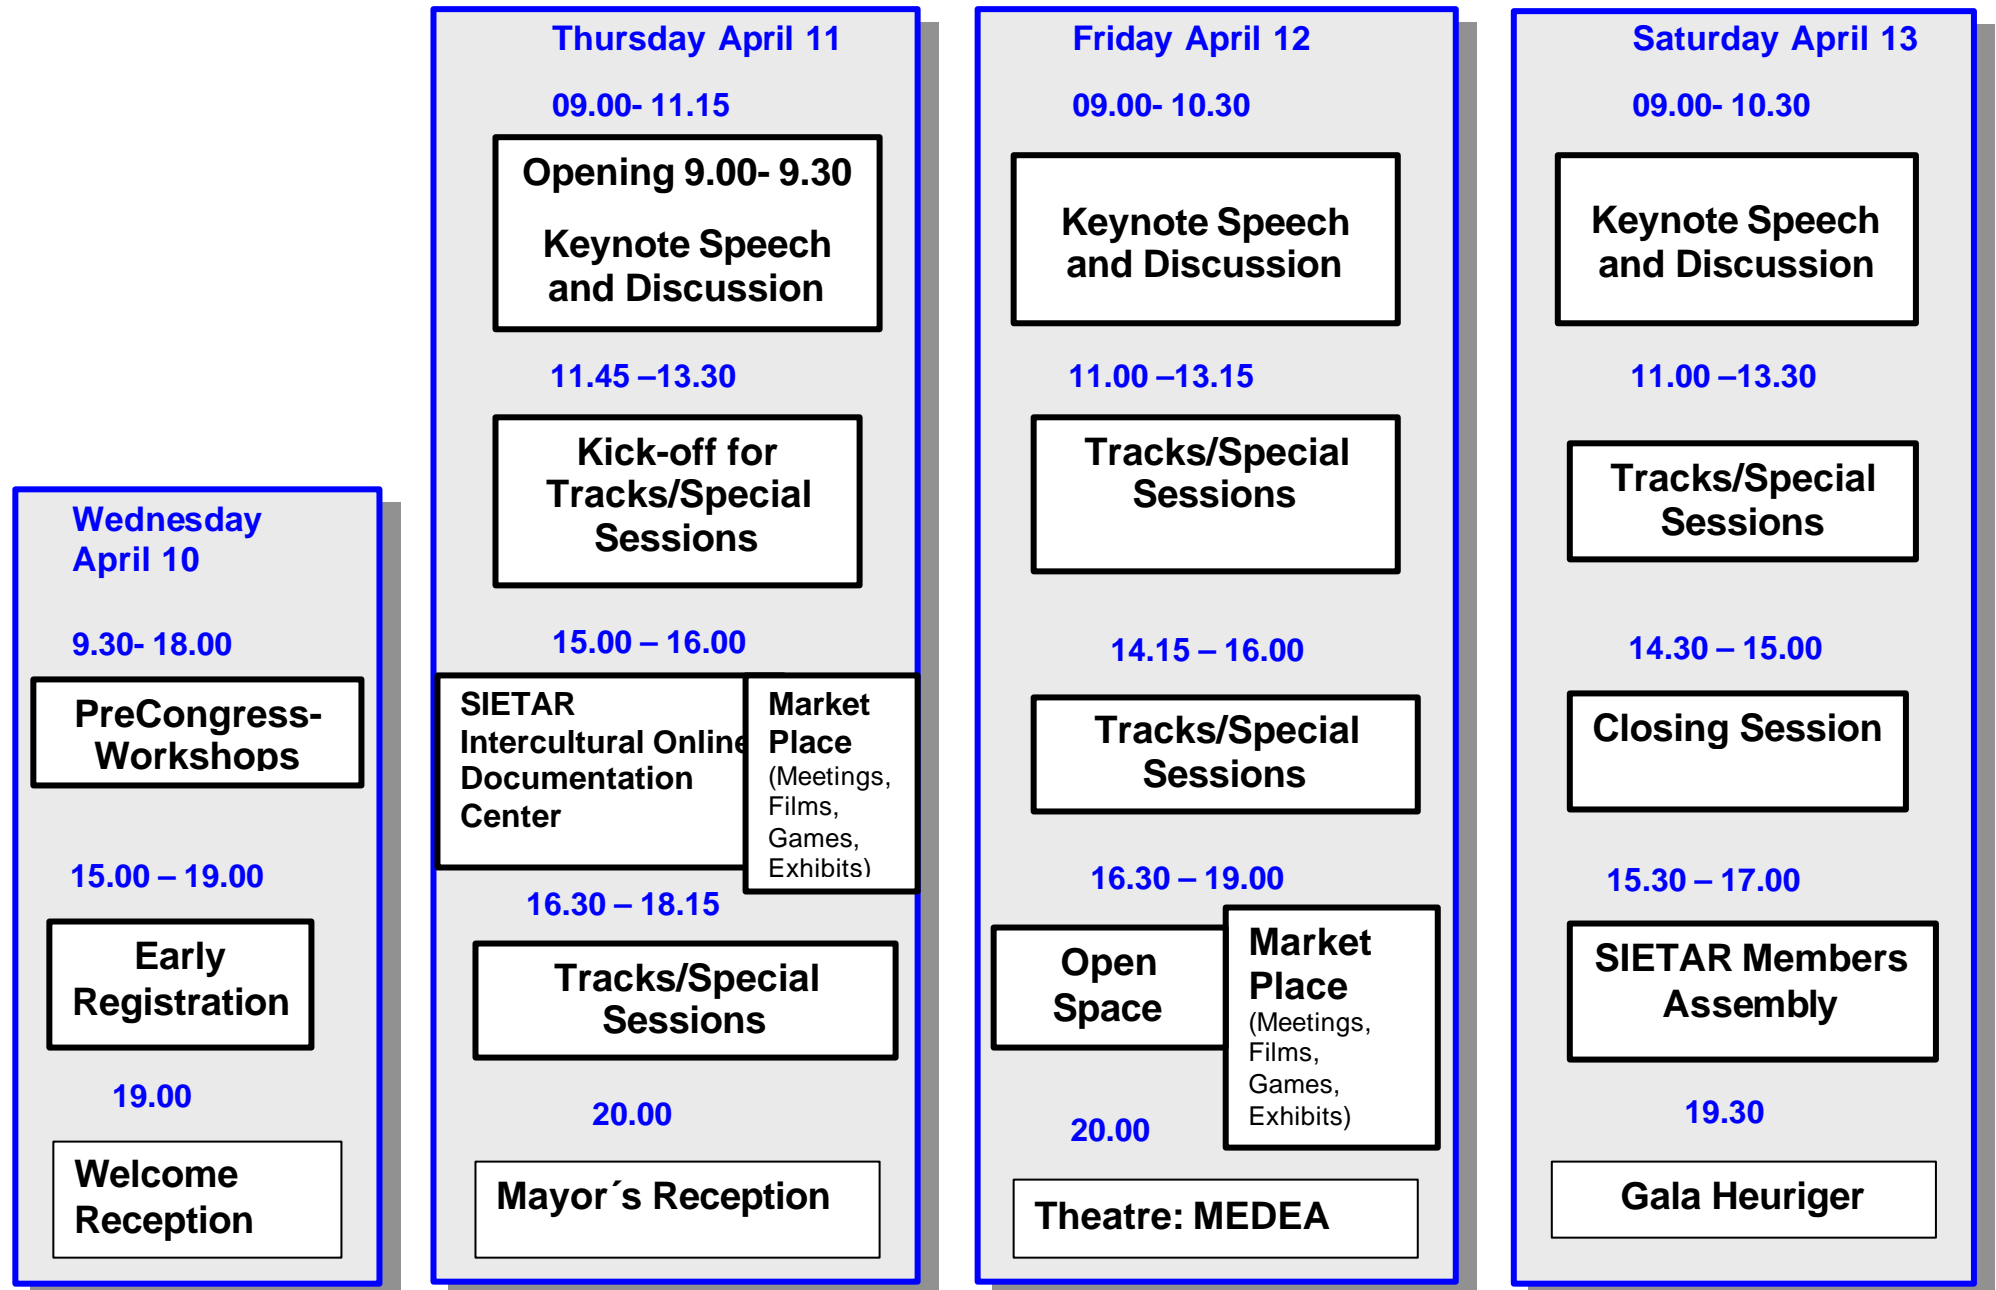 Wednesday
April 10
9.30- 18.00
PreCongress-
Workshops
15.00 – 19.00
Early
Registration
19.00
Welcome
Reception
Thursday April 11
09.00- 11.15
Opening 9.00- 9.30
Keynote Speech
and Discussion
11.45 –13.30
Kick-off for
Tracks/Special
Sessions
15.00 – 16.00
SIETAR
Intercultural Online
Documentation
Center
Market
Place
(Meetings,
Films,
Games,
Exhibits)
16.30 – 18.15
Tracks/Special
Sessions
20.00
Mayor´s Reception
Friday April 12
09.00- 10.30
Keynote Speech
and Discussion
11.00 –13.15
Tracks/Special
Sessions
14.15 – 16.00
Tracks/Special
Sessions
16.30 – 19.00
Open
Space
Market
Place
(Meetings,
Films,
Games,
Exhibits)
20.00
Theatre: MEDEA
Saturday April 13
09.00- 10.30
Keynote Speech
and Discussion
11.00 –13.30
Tracks/Special
Sessions
14.30 – 15.00
Closing Session
15.30 – 17.00
SIETAR Members
Assembly
19.30
Gala Heuriger